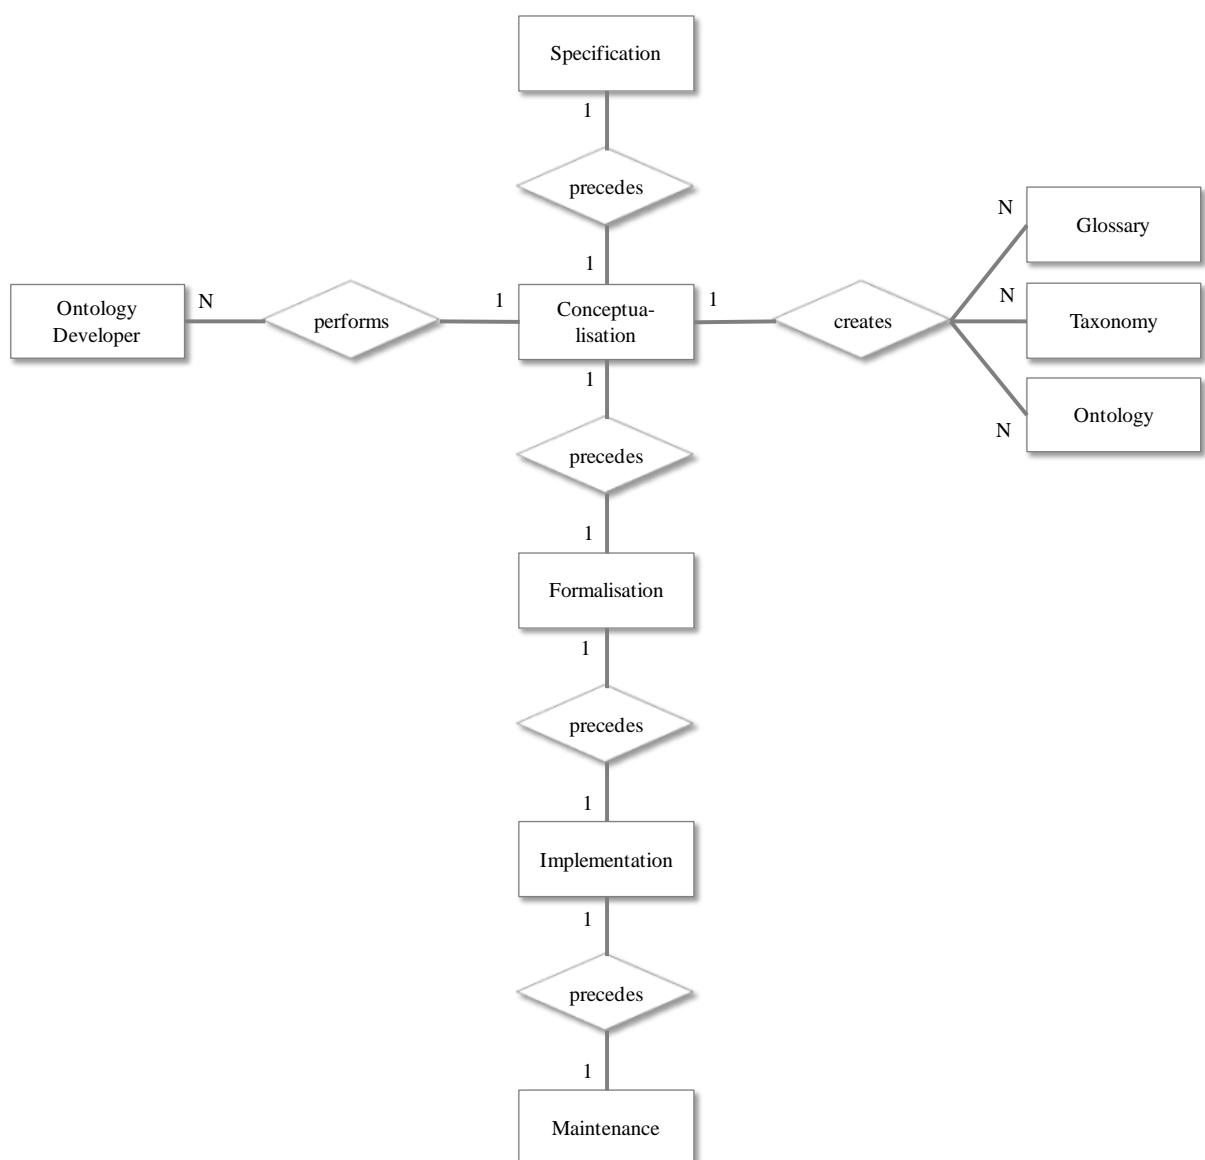 Specification
1
precedes
N
Glossary
1
Ontology
Developer
N
performs
1
Conceptua-
lisation
1
creates
N
Taxonomy
1
N
Ontology
precedes
1
Formalisation
1
precedes
1
Implementation
1
precedes
1
Maintenance